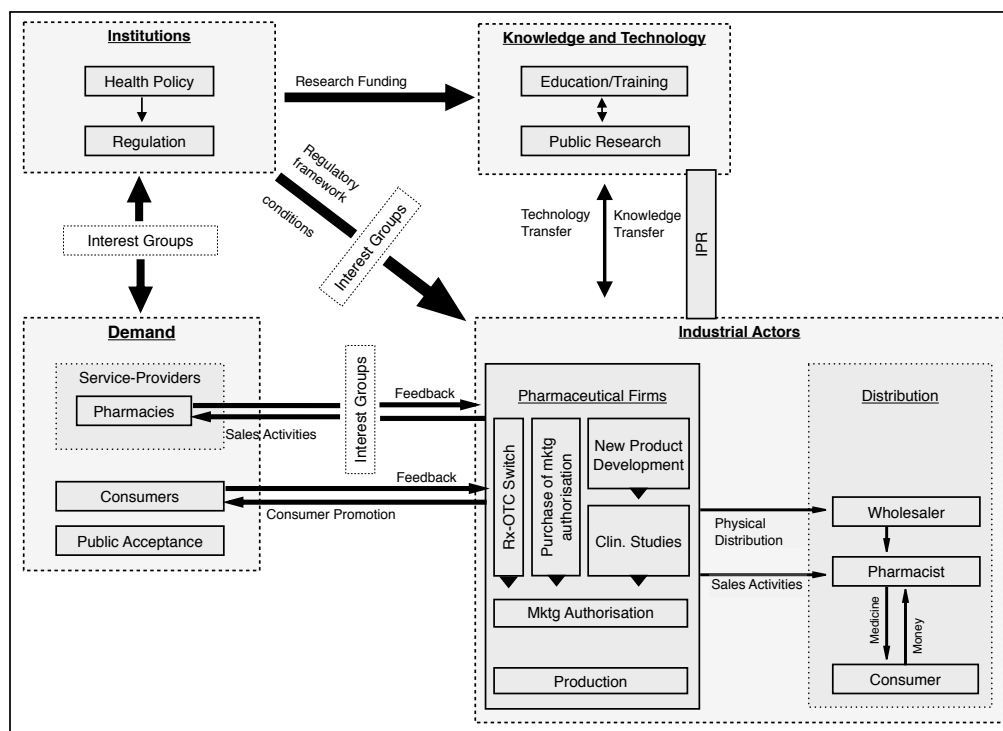 Institutions
Health Policy
Regulation
Research Funding
Knowledge and Technology
Education/Training
Public Research
Regulatory
framework
conditions
Interest Groups
Interest Groups
Technology
Transfer
Knowledge
Transfer
IPR
Demand
Service-Providers
Pharmacies
Consumers
Public Acceptance
Interest Groups
Feedback
Sales Activities
Feedback
Consumer Promotion
Industrial Actors
Pharmaceutical Firms
Rx-OTC Switch
Purchase of mktg
authorisation
New Product
Development
Clin. Studies
Mktg Authorisation
Production
Physical
Distribution
Sales Activities
Distribution
Wholesaler
Pharmacist
Medicine
Money
Consumer